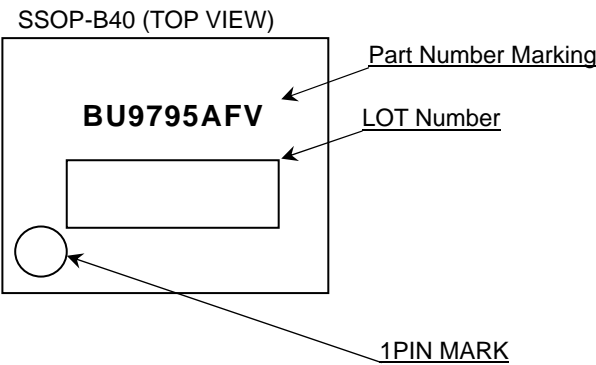 SSOP-B40 (TOP VIEW)
Part Number Marking
BU9795AFV
LOT Number
1PIN MARK